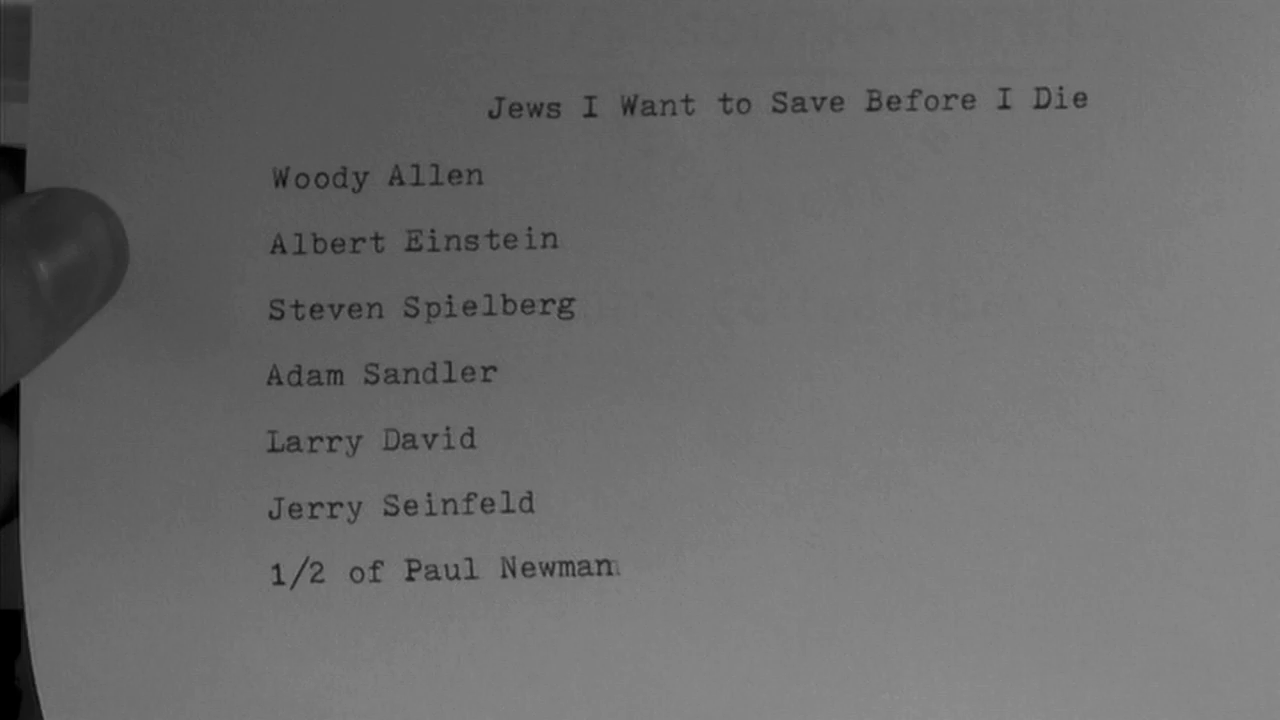 Jews I Want to Save Before I Die
Woody Allen
Albert Einstein
Steven Spielberg
Adam Sandler
Larry David
Jerry Seinfeld
1/2 of Paul Newman